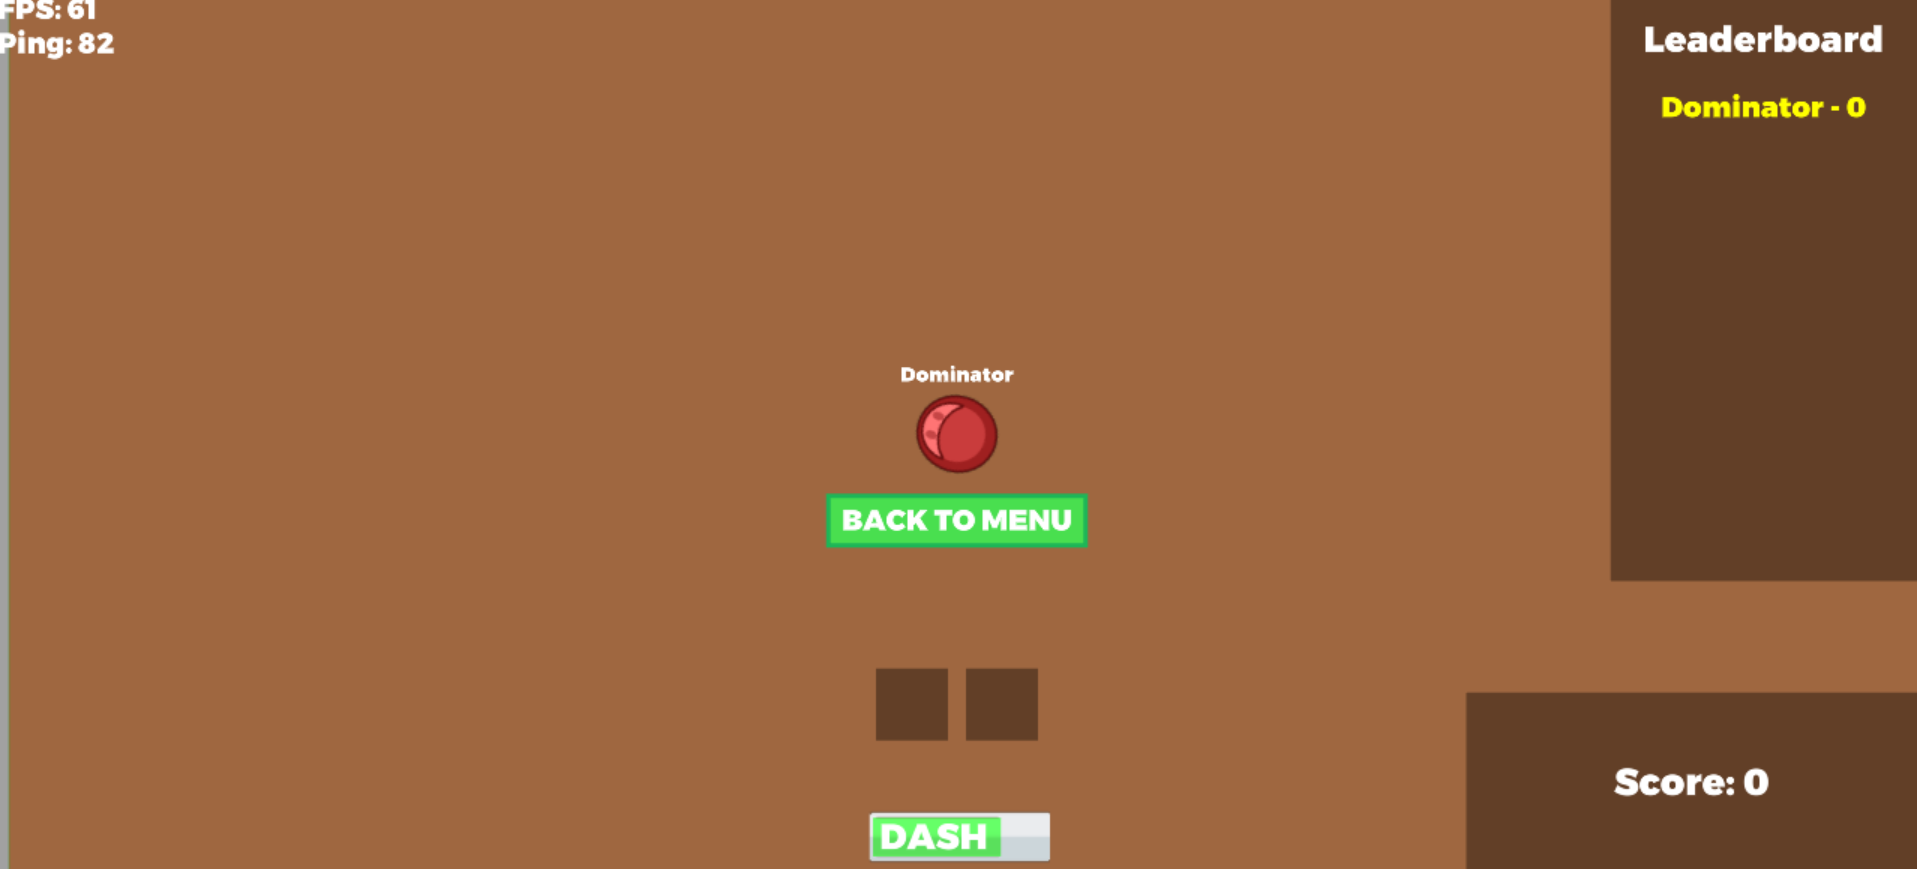 FPS: 61
Ping: 82
Leaderboard
Dominator - 0
Dominator
BACK TO MENU
DASH
Score: 0